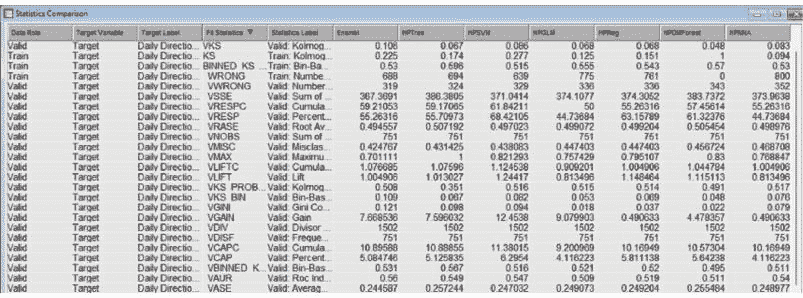 Statistics Comparison
Data Role Target Variable Target Label Fit Statistics Statistics Label Ensmbl HPTree HPSVM HPGLM HPReg HPDMForest HPNNA
Valid Target Daily Directio... VKS Valid: Kolmog... 0.106 0.067 0.086 0.068 0.068 0.048 0.083
Train Target Daily Directio... KS Train: Kolmog... 0.225 0.174 0.277 0.125 0.151 1 0.094
Train Target Daily Directio... BINNED KS ... Train: Bin-Ba... 0.53 0.596 0.515 0.555 0.543 0.57 0.53
Train Target Daily Directio... WRONG Train: Numbe... 688 694 639 775 761 0 800
Valid Target Daily Directio... VWRONG Valid: Number... 319 324 329 336 336 343 352
Valid Target Daily Directio... VSSE Valid: Sum of ... 367.3691 386.3805 371.0414 374.1077 374.3052 383.7372 373.9638
Valid Target Daily Directio... VRESPC Valid: Cumula... 59.21053 59.17065 61.84211 50 55.26316 57.45614 55.26316
Valid Target Daily Directio... VRESP Valid: Percent... 55.26315 55.70973 68.42105 44.73684 63.15789 61.32376 44.73684
Valid Target Daily Directio... VRASE Valid: Root Av... 0.494557 0.507192 0.497023 0.499072 0.499204 0.505454 0.498976
Valid Target Daily Directio... VNOBS Valid: Sum of ... 751 751 751 751 751 751 751
Valid Target Daily Directio... VMISC Valid: Misclas... 0.424767 0.431425 0.438083 0.447403 0.447403 0.456724 0.468708
Valid Target Daily Directio... VMAX Valid: Maximu... 0.701111 1 0.821293 0.757429 0.795107 0.83 0.768847
Valid Target Daily Directio... VLIFTC Valid: Cumula... 1.076685 1.07596 1.124538 0.909201 1.004906 1.044784 1.004906
Valid Target Daily Directio... VLIFT Valid: Lift 1.004906 1.013027 1.24417 0.813496 1.148464 1.115113 0.813496
Valid Target Daily Directio... VKS PROB... Valid: Kolmog... 0.508 0.351 0.516 0.515 0.514 0.491 0.517
Valid Target Daily Directio... VKS BIN Valid: Bin-Bas... 0.109 0.067 0.082 0.053 0.069 0.048 0.076
Valid Target Daily Directio... VGINI Valid: Gini Co... 0.121 0.098 0.094 0.018 0.037 0.022 0.079
Valid Target Daily Directio... VGAIN Valid: Gain 7.668536 7.596032 12.4538 -9.079903 0.490633 4.478357 0.490633
Valid Target Daily Directio... VDIV Valid: Divisor ... 1502 1502 1502 1502 1502 1502 1502
Valid Target Daily Directio... VDISF Valid: Freque... 751 751 751 751 751 751 751
Valid Target Daily Directio... VCAPC Valid: Cumula... 10.89588 10.88855 11.38015 9.200969 10.16949 10.57304 10.16949
Valid Target Daily Directio... VCAP Valid: Percent... 5.084746 5.125835 6.2954 4.116223 5.811138 5.64238 4.116223
Valid Target Daily Directio... VBINNED K... Valid: Bin-Bas... 0.531 0.567 0.516 0.521 0.52 0.495 0.511
Valid Target Daily Directio... VAUR Valid: Roc Ind... 0.56 0.549 0.547 0.509 0.519 0.511 0.54
Valid Target Daily Directio... VASE Valid: Averag... 0.244587 0.257244 0.247032 0.249073 0.249204 0.255484 0.248977